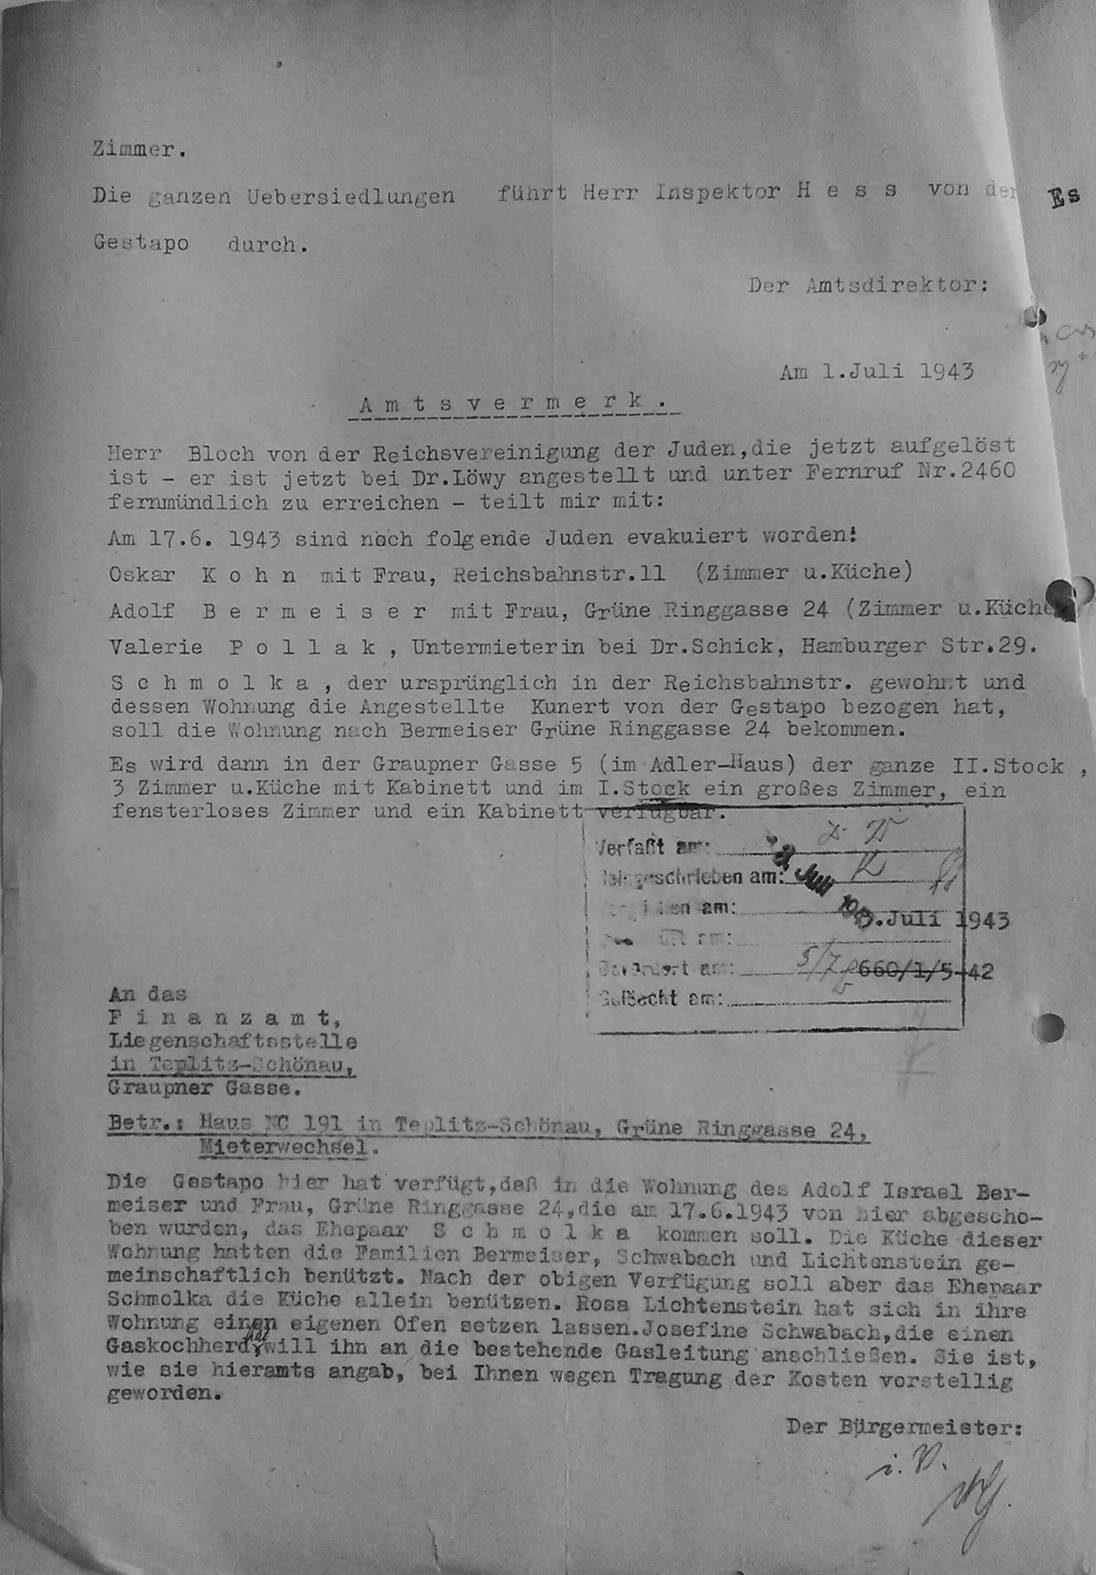 Zimmer.
Die ganzen Uebersiedlungen führt Herr Inspektor H e s s von der
Es
Gestapo durch.
Der Amtsdirektor:
Am 1.Juli 1943
A m t s v e r m e r k .
Herr Bloch von der Reichsvereinigung der Juden,die jetzt aufgelöst
ist - er ist jetzt bei Dr.Löwy angestellt und unter Fernruf Nr.2460
fernmündlich zu erreichen - teilt mir mit:
Am 17.6. 1943 sind noch folgende Juden evakuiert worden:
Oskar K o h n mit Frau, Reichsbahnstr.11 (Zimmer u.Küche)
Adolf B e r m e i s e r mit Frau, Grüne Ringgasse 24 (Zimmer u.Küche
Valerie P o l l a k , Untermieterin bei Dr.Schick, Hamburger Str.29.
S c h m o l k a , der ursprünglich in der Reichsbahnstr. gewohnt und
dessen Wohnung die Angestellte Kunert von der Gestapo bezogen hat,
soll die Wohnung nach Bermeiser Grüne Ringgasse 24 bekommen.
Es wird dann in der Graupner Gasse 5 (im Adler-Haus) der ganze II.Stock ,
3 Zimmer u.Küche mit Kabinett und im I.Stock ein großes Zimmer, ein
fensterloses Zimmer und ein Kabinett verfügbar.
Verfaßt am:
geschrieben am:
am:
.Juli 1943
am: 5/7
660/1/5-42
Gelöscht am:
An das
F i n a n z a m t,
Liegenschaftsstelle
in Teplitz-Schönau,
Graupner Gasse.
Betr.: Haus NC 191 in Teplitz-Schönau, Grüne Ringgasse 24,
Mieterwechsel.
Die Gestapo hier hat verfügt,daß in die Wohnung des Adolf Israel Ber-
meiser und Frau, Grüne Ringgasse 24,die am 17.6.1943 von hier abgescho-
ben wurden, das Ehepaar S c h m o l k a kommen soll. Die Küche dieser
Wohnung hatten die Familien Bermeiser, Schwabach und Lichtenstein ge-
meinschaftlich benützt. Nach der obigen Verfügung soll aber das Ehepaar
Schmolka die Küche allein benützen. Rosa Lichtenstein hat sich in ihre
Wohnung einen eigenen Ofen setzen lassen.Josefine Schwabach,die einen
Gaskochherd hat, will ihn an die bestehende Gasleitung anschließen. Sie ist,
wie sie hieramts angab, bei Ihnen wegen Tragung der Kosten vorstellig
geworden.
Der Bürgermeister:
i.V.